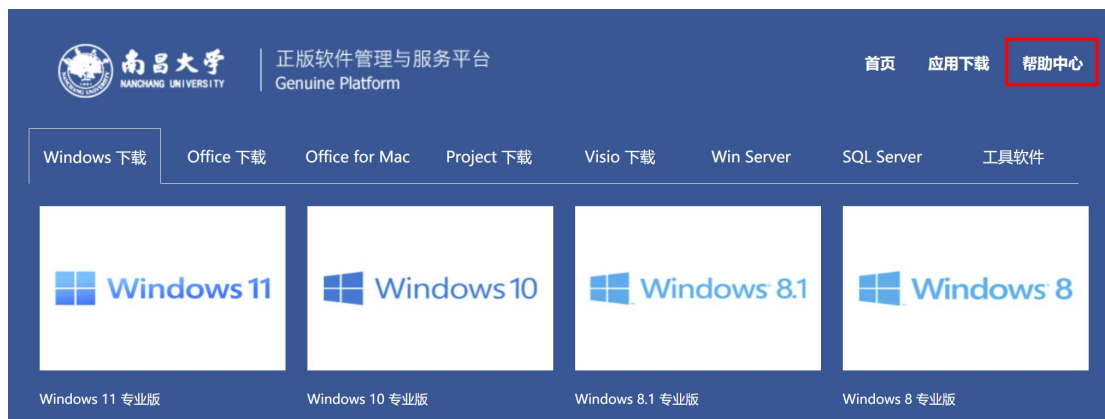 南昌大学
NANCHANG UNIVERSITY
正版软件管理与服务平台
Genuine Platform
首页 应用下载 帮助中心
Windows 下载 Office 下载 Office for Mac Project 下载 Visio 下载 Win Server SQL Server 工具软件
Windows 11 Windows 10 Windows 8.1 Windows 8
Windows 11 专业版 Windows 10 专业版 Windows 8.1 专业版 Windows 8 专业版